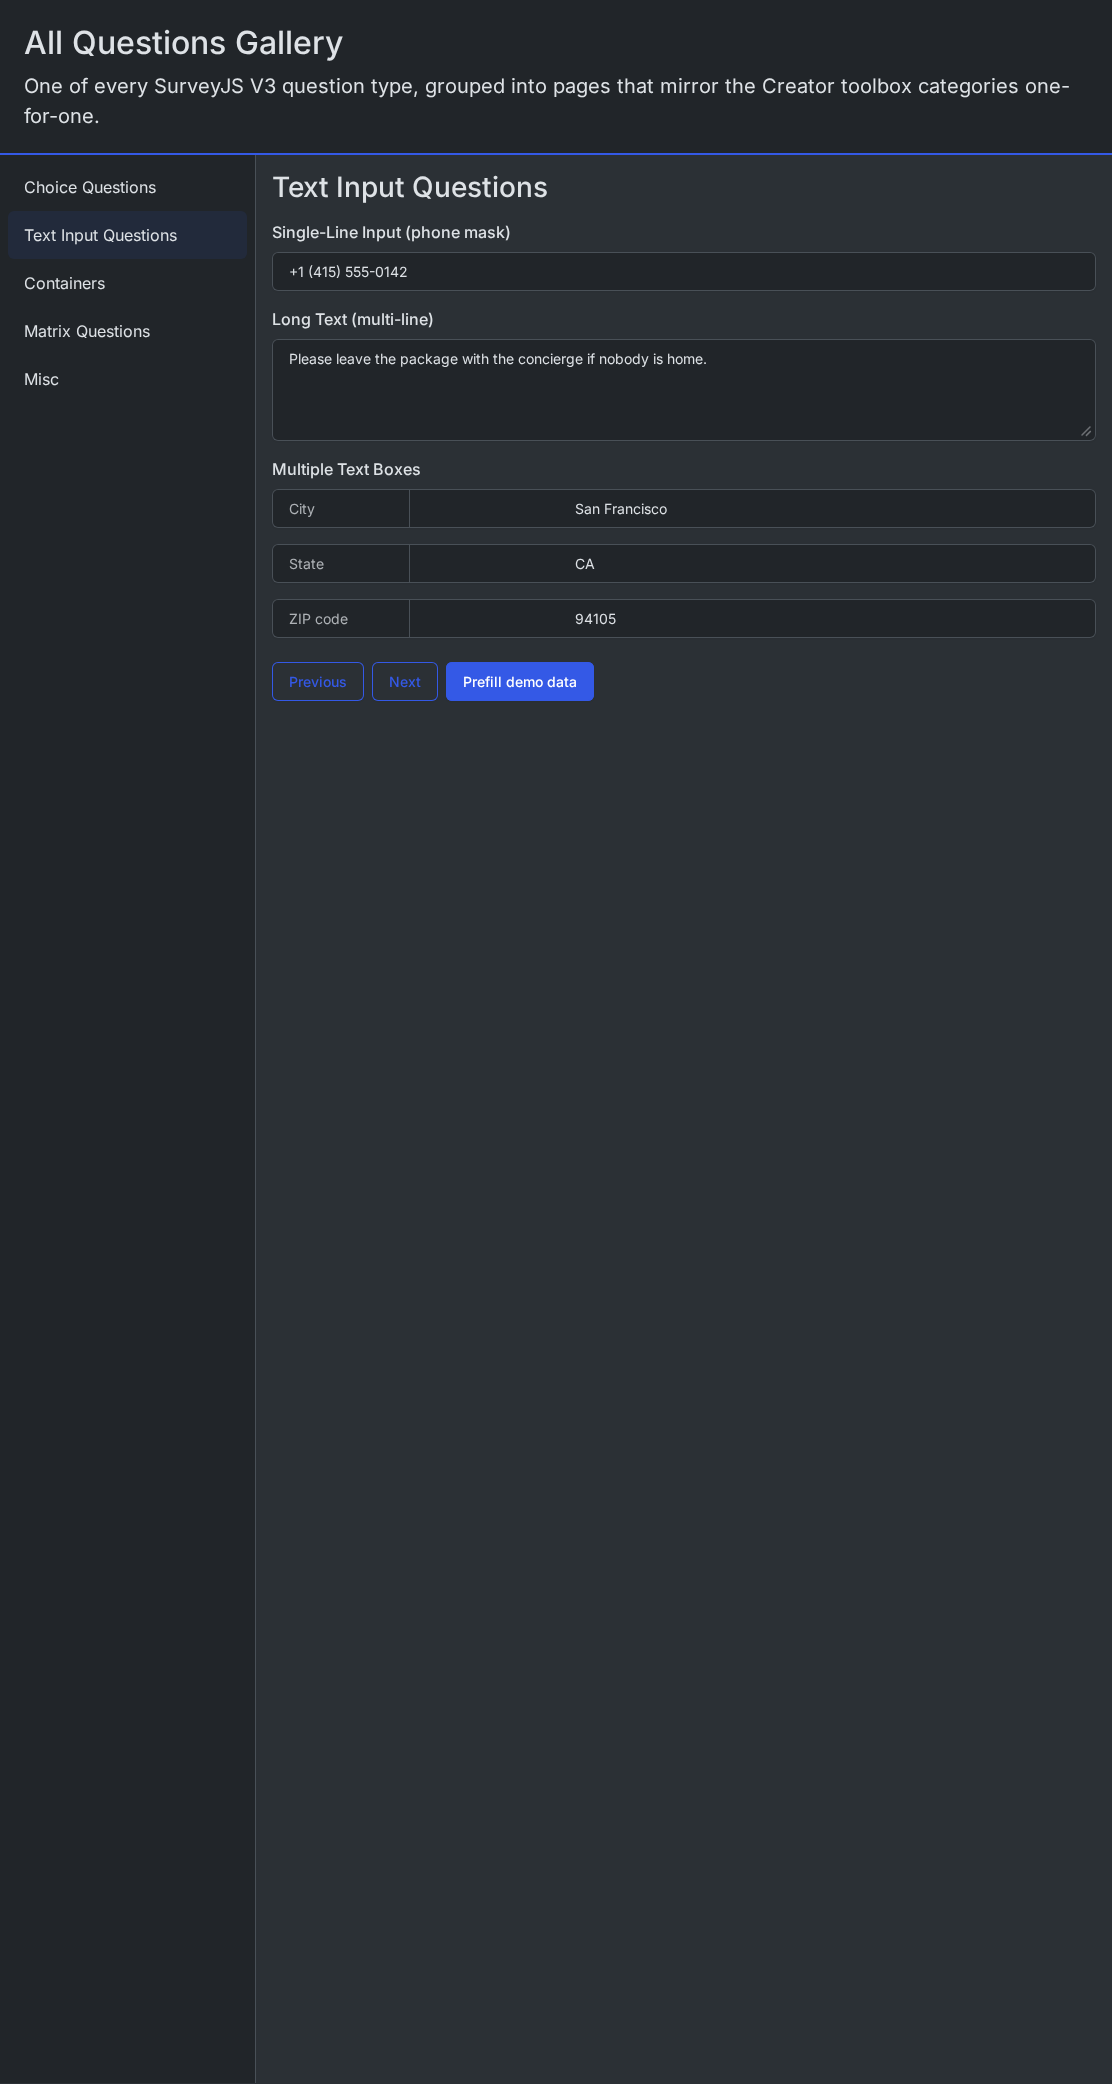 All Questions Gallery
One of every SurveyJS V3 question type, grouped into pages that mirror the Creator toolbox categories one-
for-one.
Choice Questions
Text Input Questions
Containers
Matrix Questions
Misc
Text Input Questions
Single-Line Input (phone mask)
+1 (415) 555-0142
Long Text (multi-line)
Please leave the package with the concierge if nobody is home.
Multiple Text Boxes
City San Francisco
State CA
ZIP code 94105
Previous Next Prefill demo data